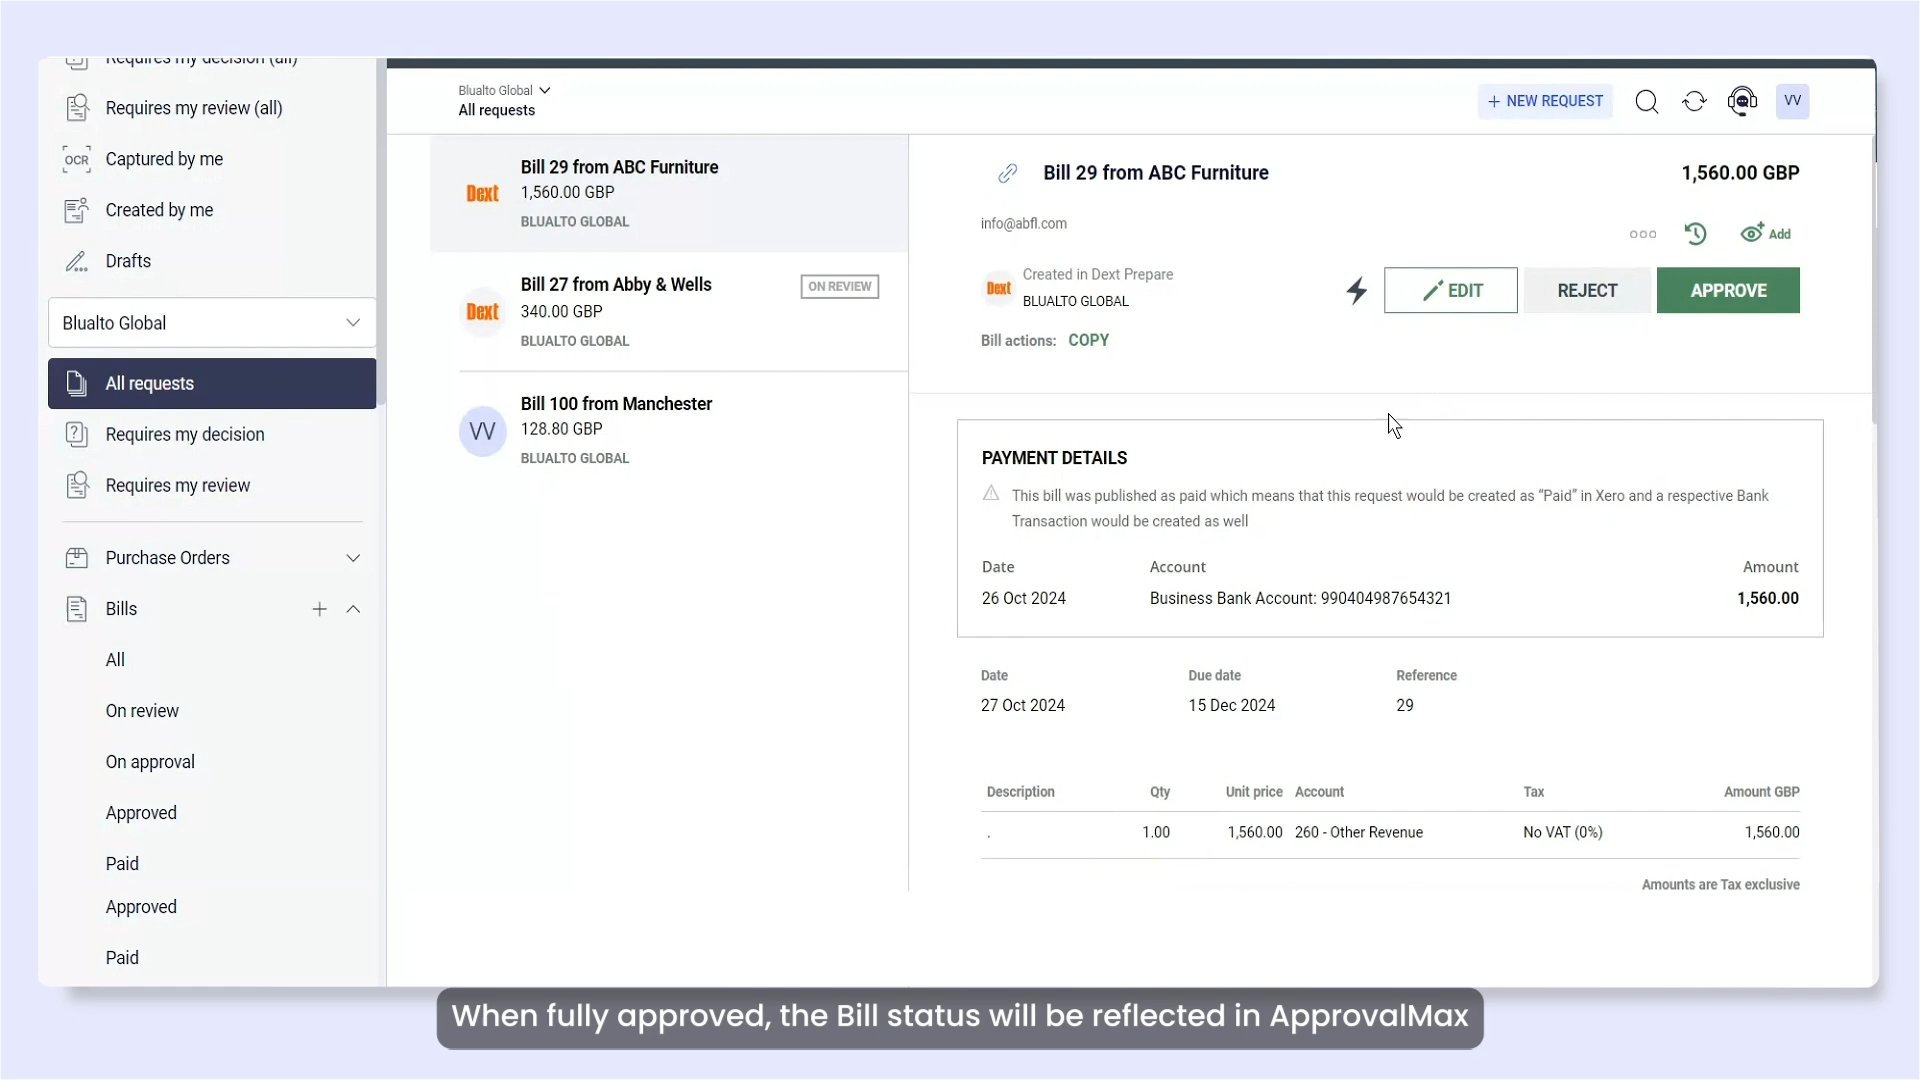 Requires my decision (all)
Requires my review (all)
OCR
Captured by me
Created by me
Drafts
Blualto Global
All requests
Requires my decision
Requires my review
Purchase Orders
Bills
All
On review
On approval
Approved
Paid
Approved
Paid
Blualto Global
All requests
+ NEW REQUEST
VV
Bill 29 from ABC Furniture
Dext
1,560.00 GBP
BLUALTO GLOBAL
Bill 27 from Abby & Wells
ON REVIEW
Dext
340.00 GBP
BLUALTO GLOBAL
Bill 100 from Manchester
VV
128.80 GBP
BLUALTO GLOBAL
Bill 29 from ABC Furniture
1,560.00 GBP
info@abfl.com
Add
Dext
Created in Dext Prepare
BLUALTO GLOBAL
EDIT
REJECT
APPROVE
Bill actions: COPY
PAYMENT DETAILS
This bill was published as paid which means that this request would be created as “Paid” in Xero and a respective Bank
Transaction would be created as well
Date Account Amount
26 Oct 2024 Business Bank Account: 990404987654321 1,560.00
Date Due date Reference
27 Oct 2024 15 Dec 2024 29
Description Qty Unit price Account Tax Amount GBP
. 1.00 1,560.00 260 - Other Revenue No VAT (0%) 1,560.00
Amounts are Tax exclusive
When fully approved, the Bill status will be reflected in ApprovalMax